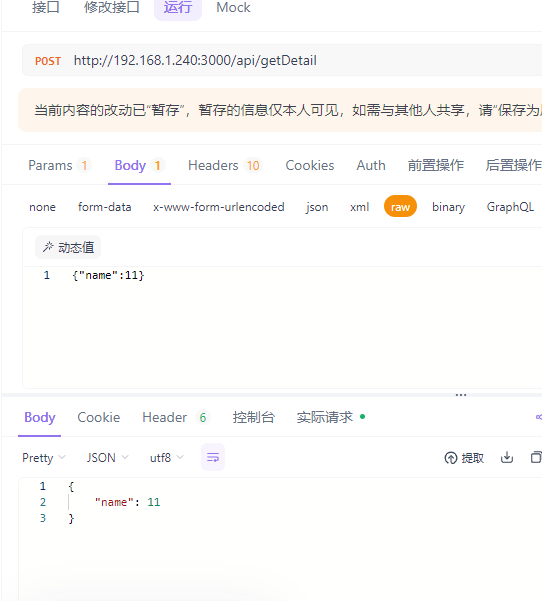 接口 修改接口 运行 Mock
POST http://192.168.1.240:3000/api/getDetail
当前内容的改动已“暂存”，暂存的信息仅本人可见，如需与其他人共享，请“保存为
Params 1 Body 1 Headers 10 Cookies Auth 前置操作 后置操作
none form-data x-www-form-urlencoded json xml raw binary GraphQL
动态值
1 {"name":11}
Body Cookie Header 6 控制台 实际请求
Pretty JSON utf8 提取
1 {
2 "name": 11
3 }